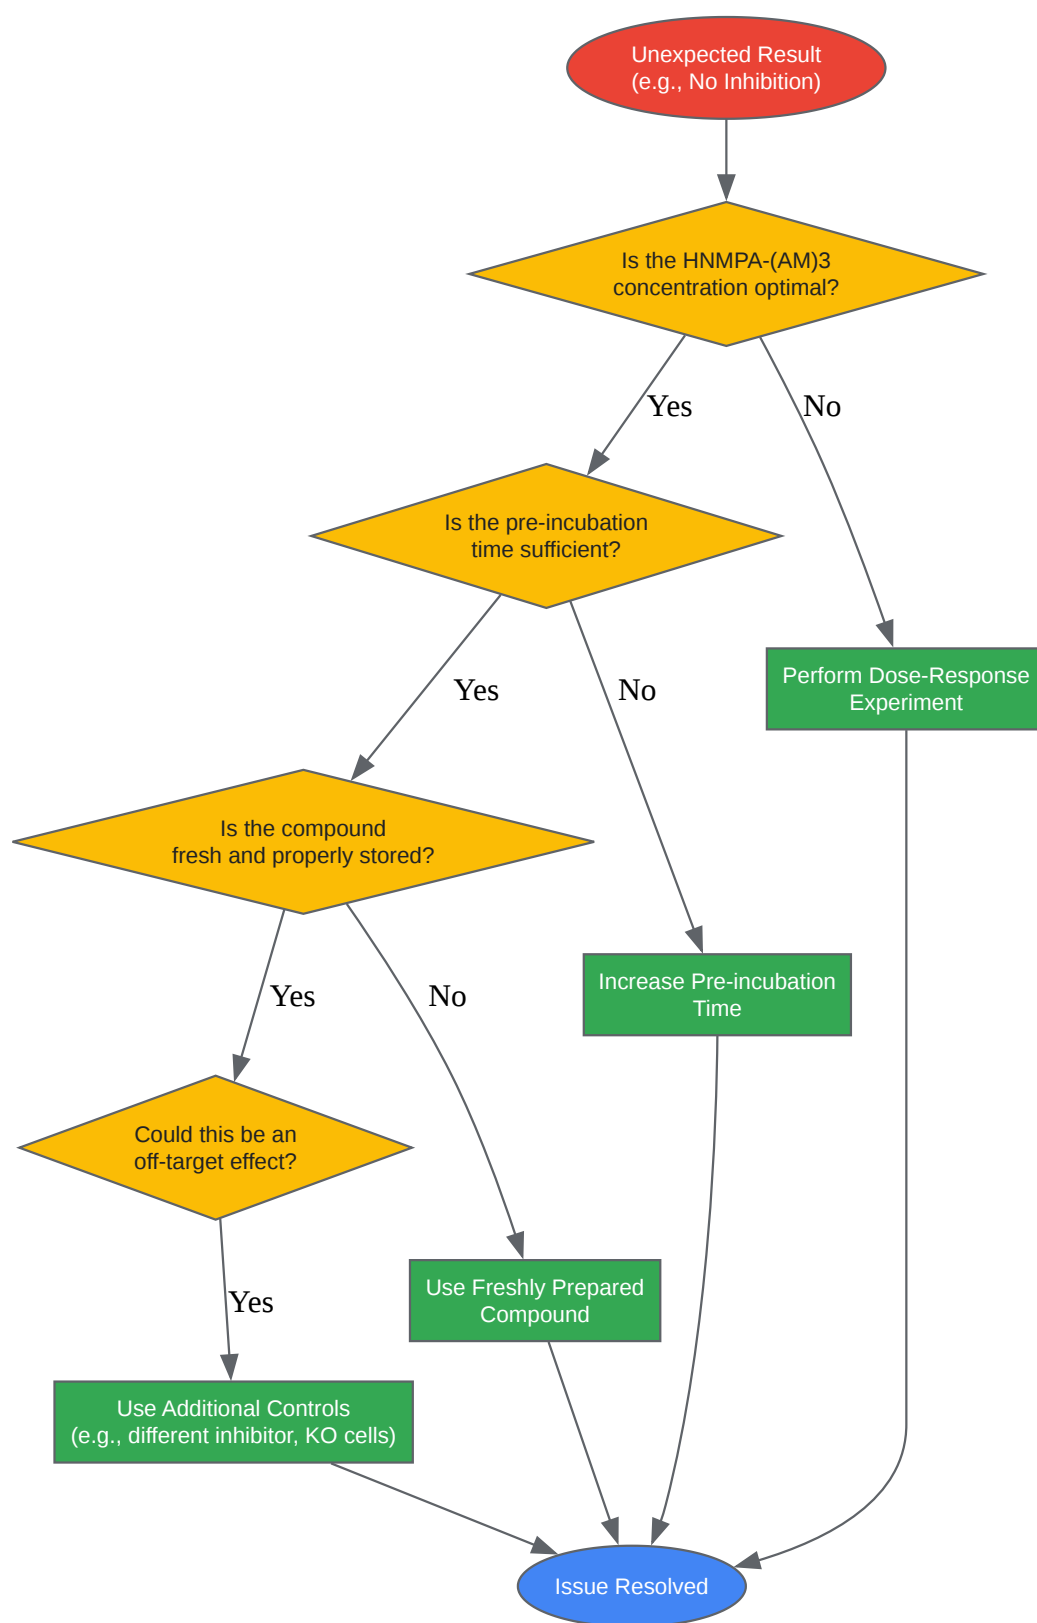 Unexpected Result
(e.g., No Inhibition)
Is the HNMPA-(AM)3
concentration optimal?
Yes
No
Is the pre-incubation
time sufficient?
Perform Dose-Response
Experiment
Yes
No
Is the compound
fresh and properly stored?
Increase Pre-incubation
Time
Yes
No
Could this be an
off-target effect?
Use Freshly Prepared
Compound
Yes
Use Additional Controls
(e.g., different inhibitor, KO cells)
Issue Resolved